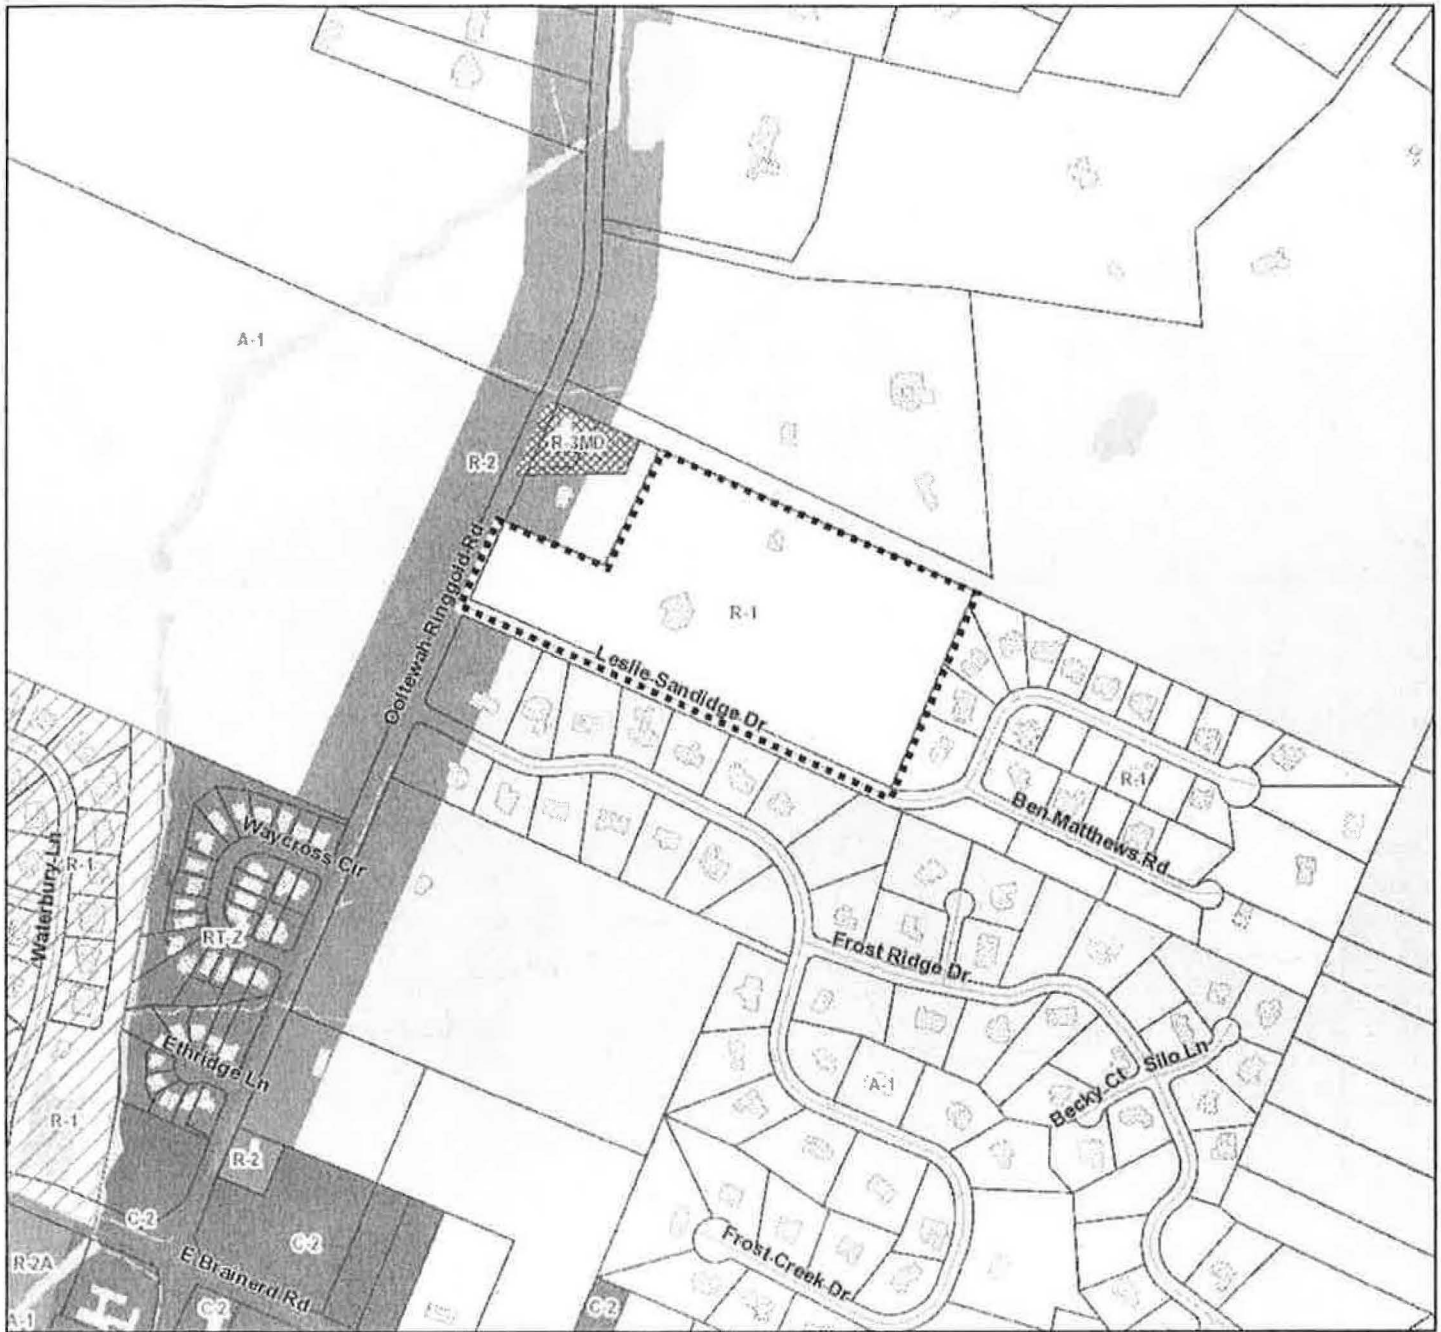 A-1
R-3MD
R-2
Ooltewah-Ringgold Rd
R-1
Leslie Sandidge Dr
R-1
Ben Matthews Rd
Waterbury Ln
R-1
Waycross Cir
RT-Z
Frost Ridge Dr
Ethridge Ln
A-1
Becky Ct
Silo Ln
R-1
R-2
C-2
C-2
R-2A
E Brainerd Rd
Frost Creek Dr
A-1
C-2
C-2